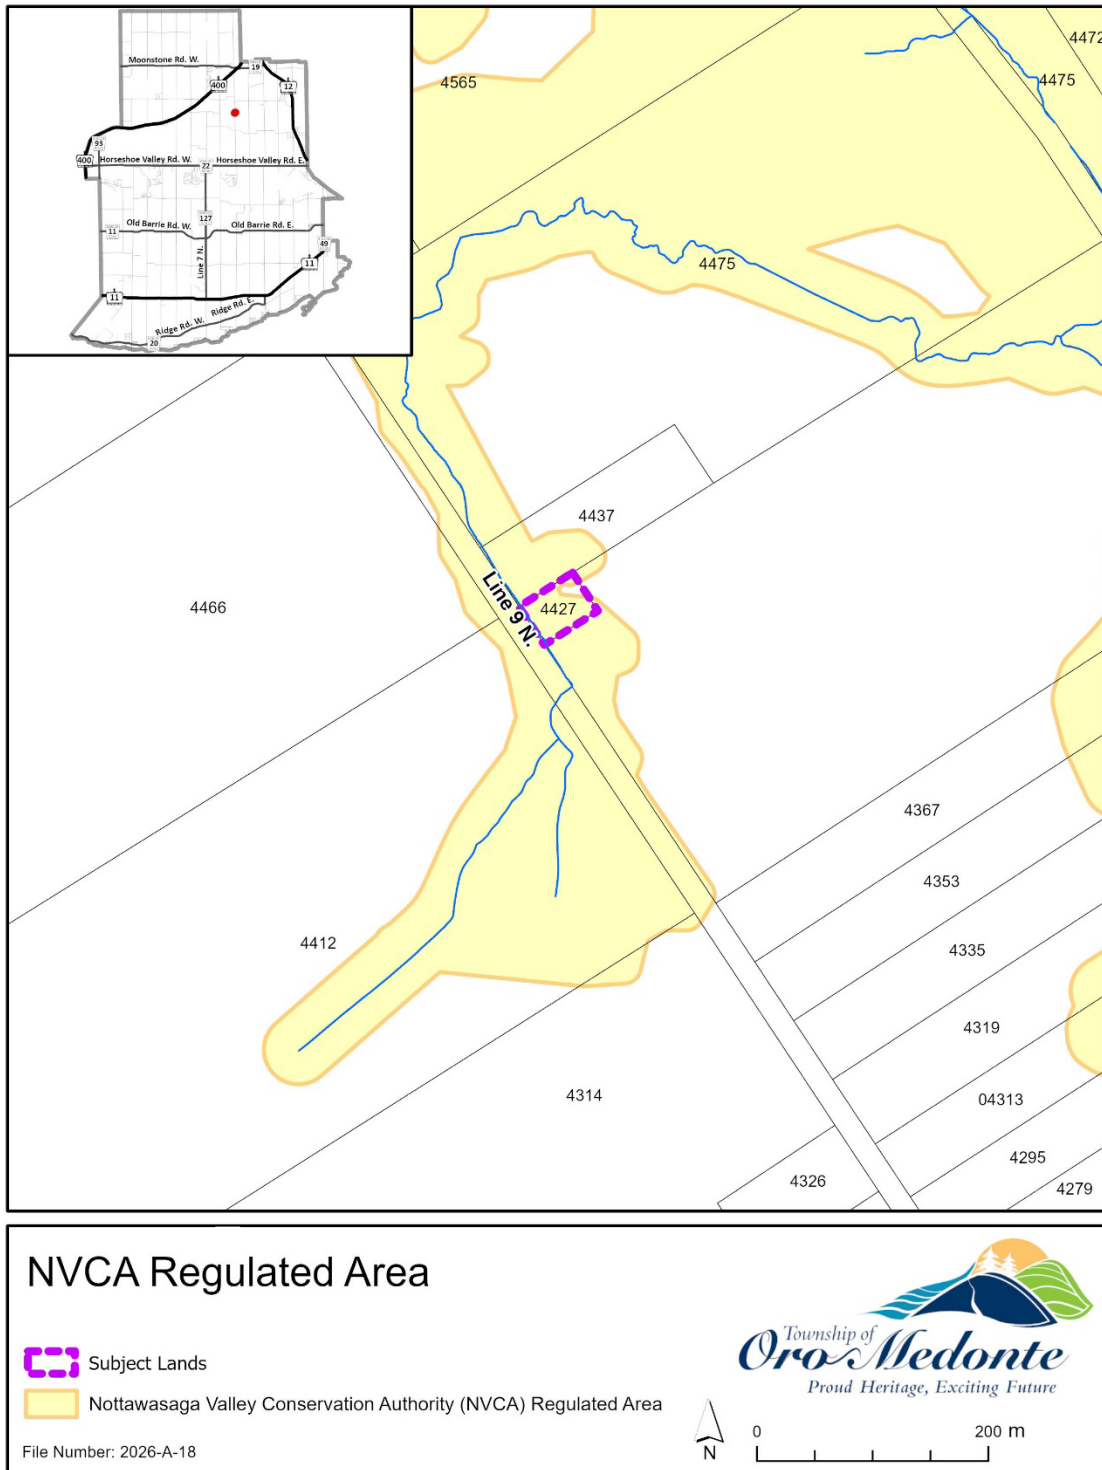 Moonstone Rd. W.
19
400
12
93
400
Horseshoe Valley Rd. W.
22
Horseshoe Valley Rd. E.
127
Old Barrie Rd. W.
Old Barrie Rd. E.
11
49
Line 7 N.
11
11
Ridge Rd. W.
Ridge Rd. E.
20
4565
4472
4475
4475
4437
4427
Line 9 N.
4466
4367
4353
4412
4335
4319
4314
04313
4295
4326
4279
NVCA Regulated Area
Subject Lands
Nottawasaga Valley Conservation Authority (NVCA) Regulated Area
File Number: 2026-A-18
Township of
Oro-Medonte
Proud Heritage, Exciting Future
N
0
200 m